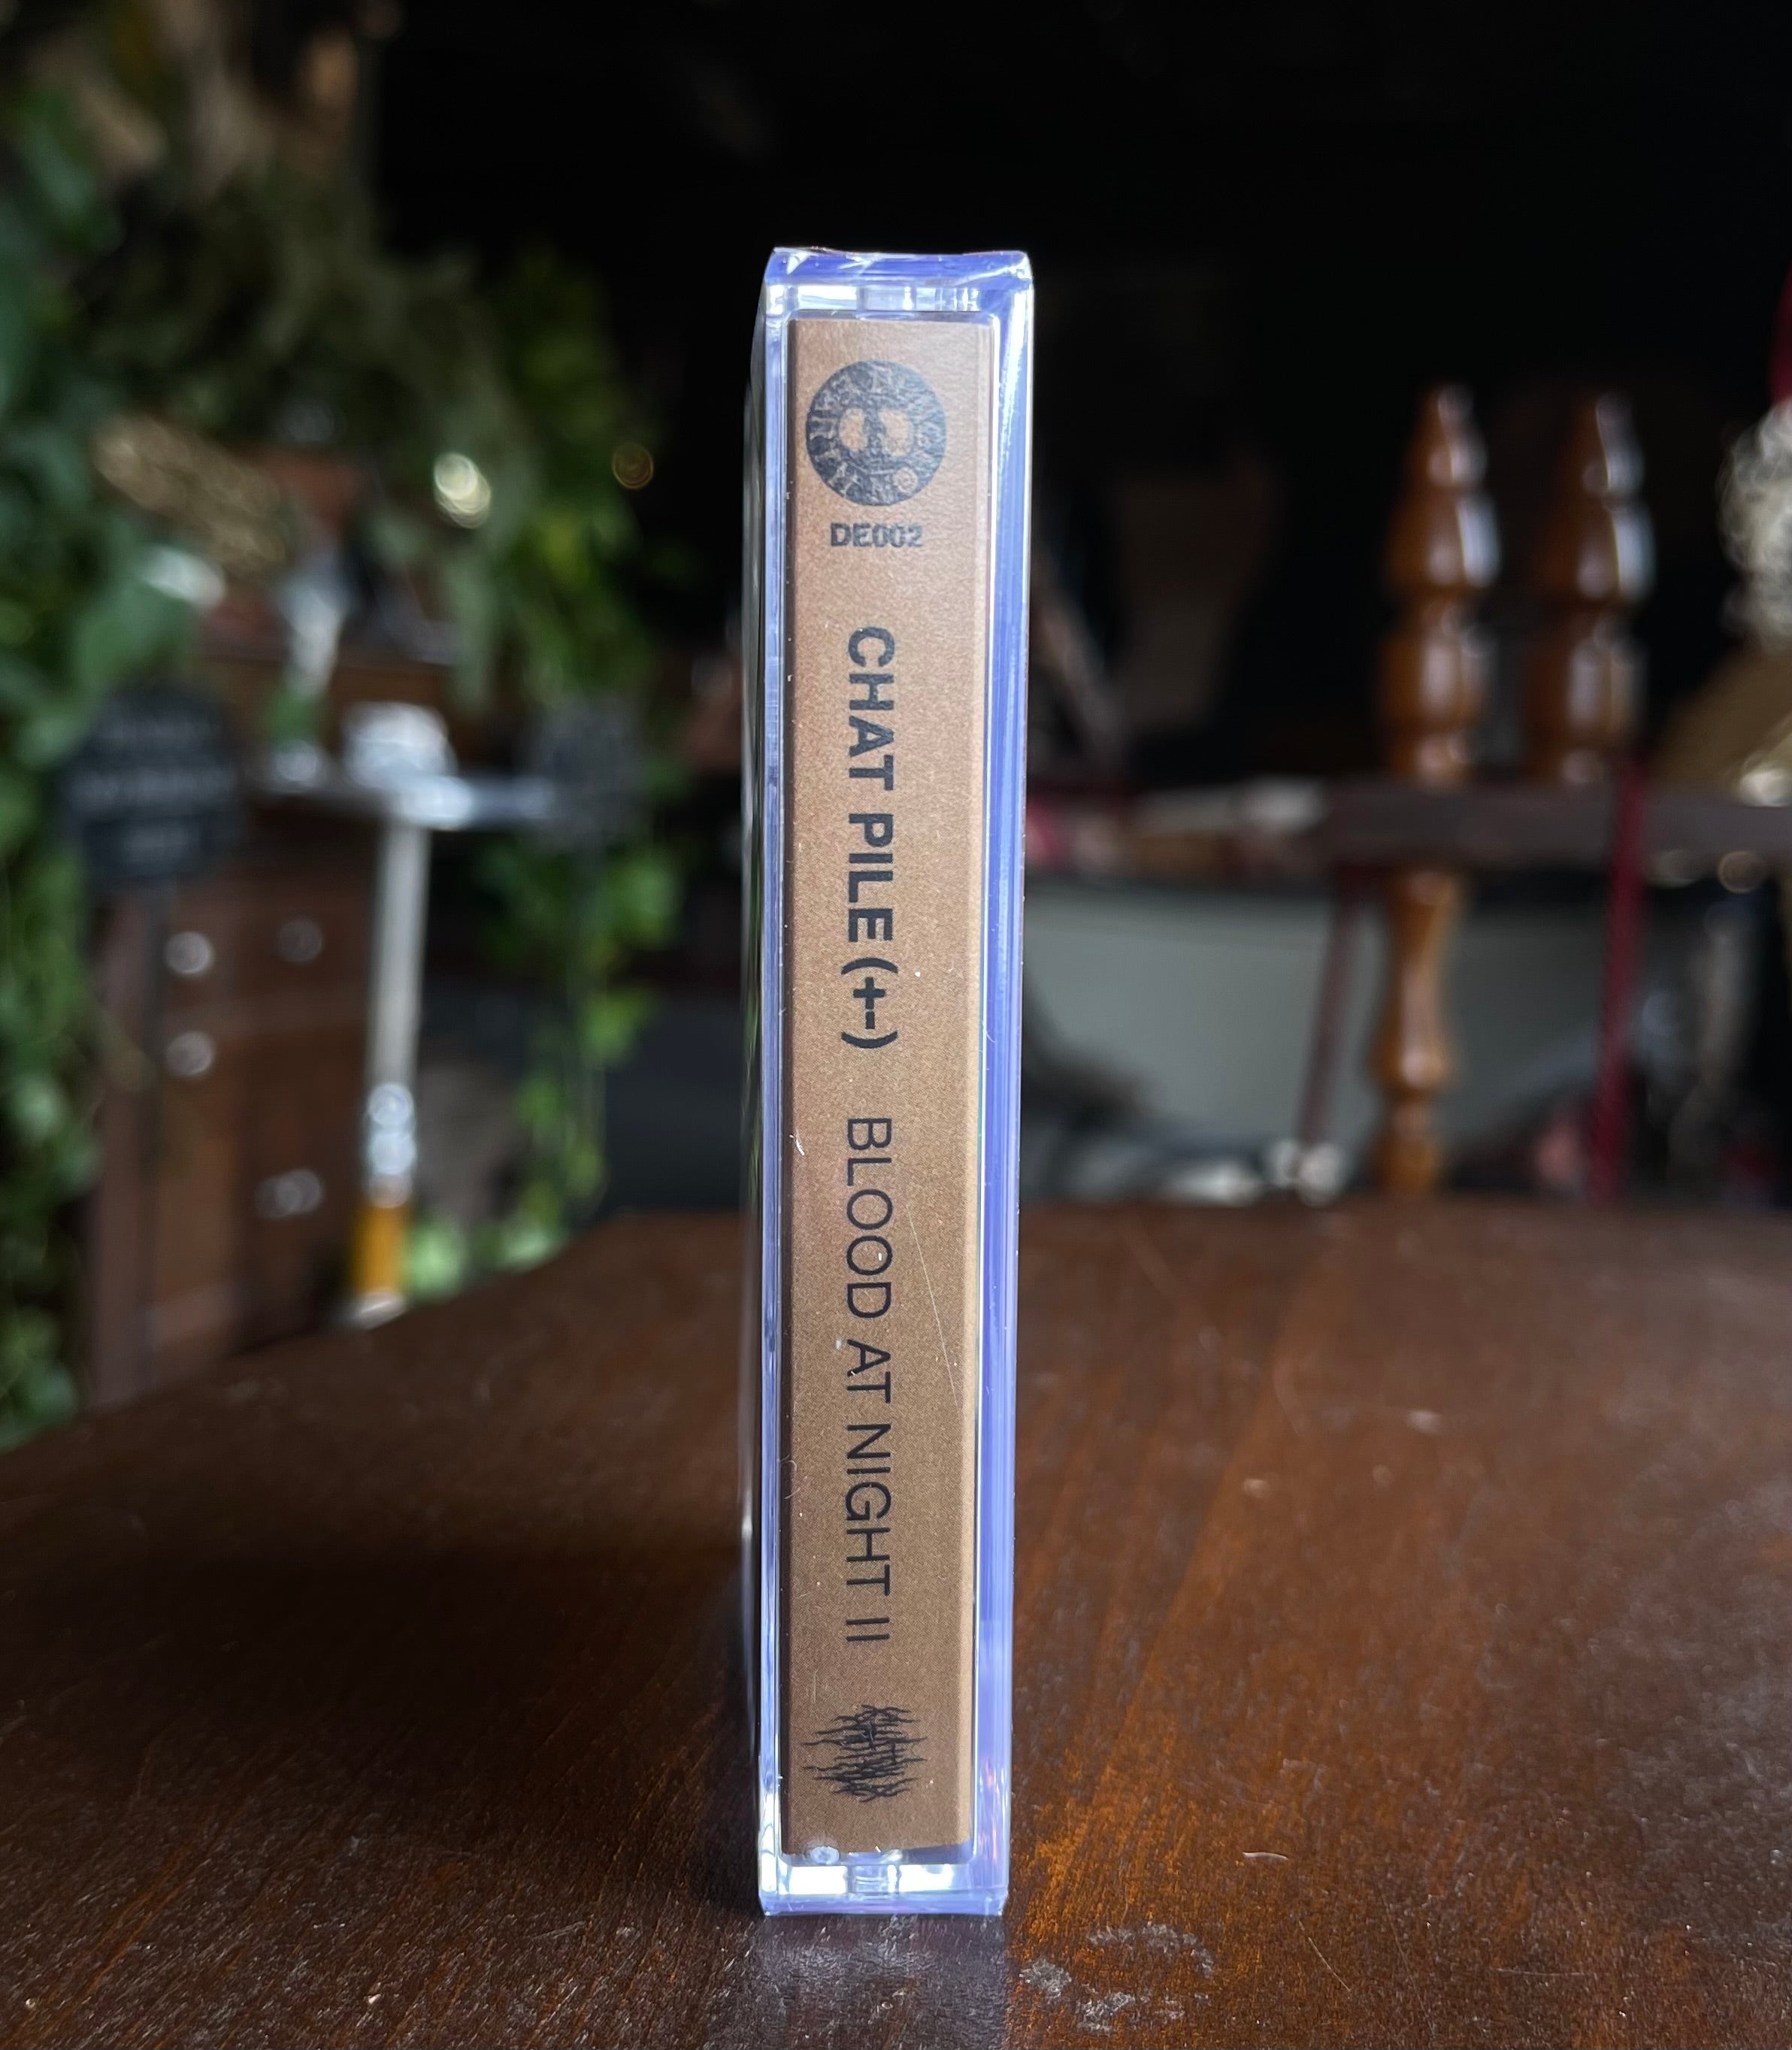 DE002
CHAT PILE (+-) BLOOD AT NIGHT II